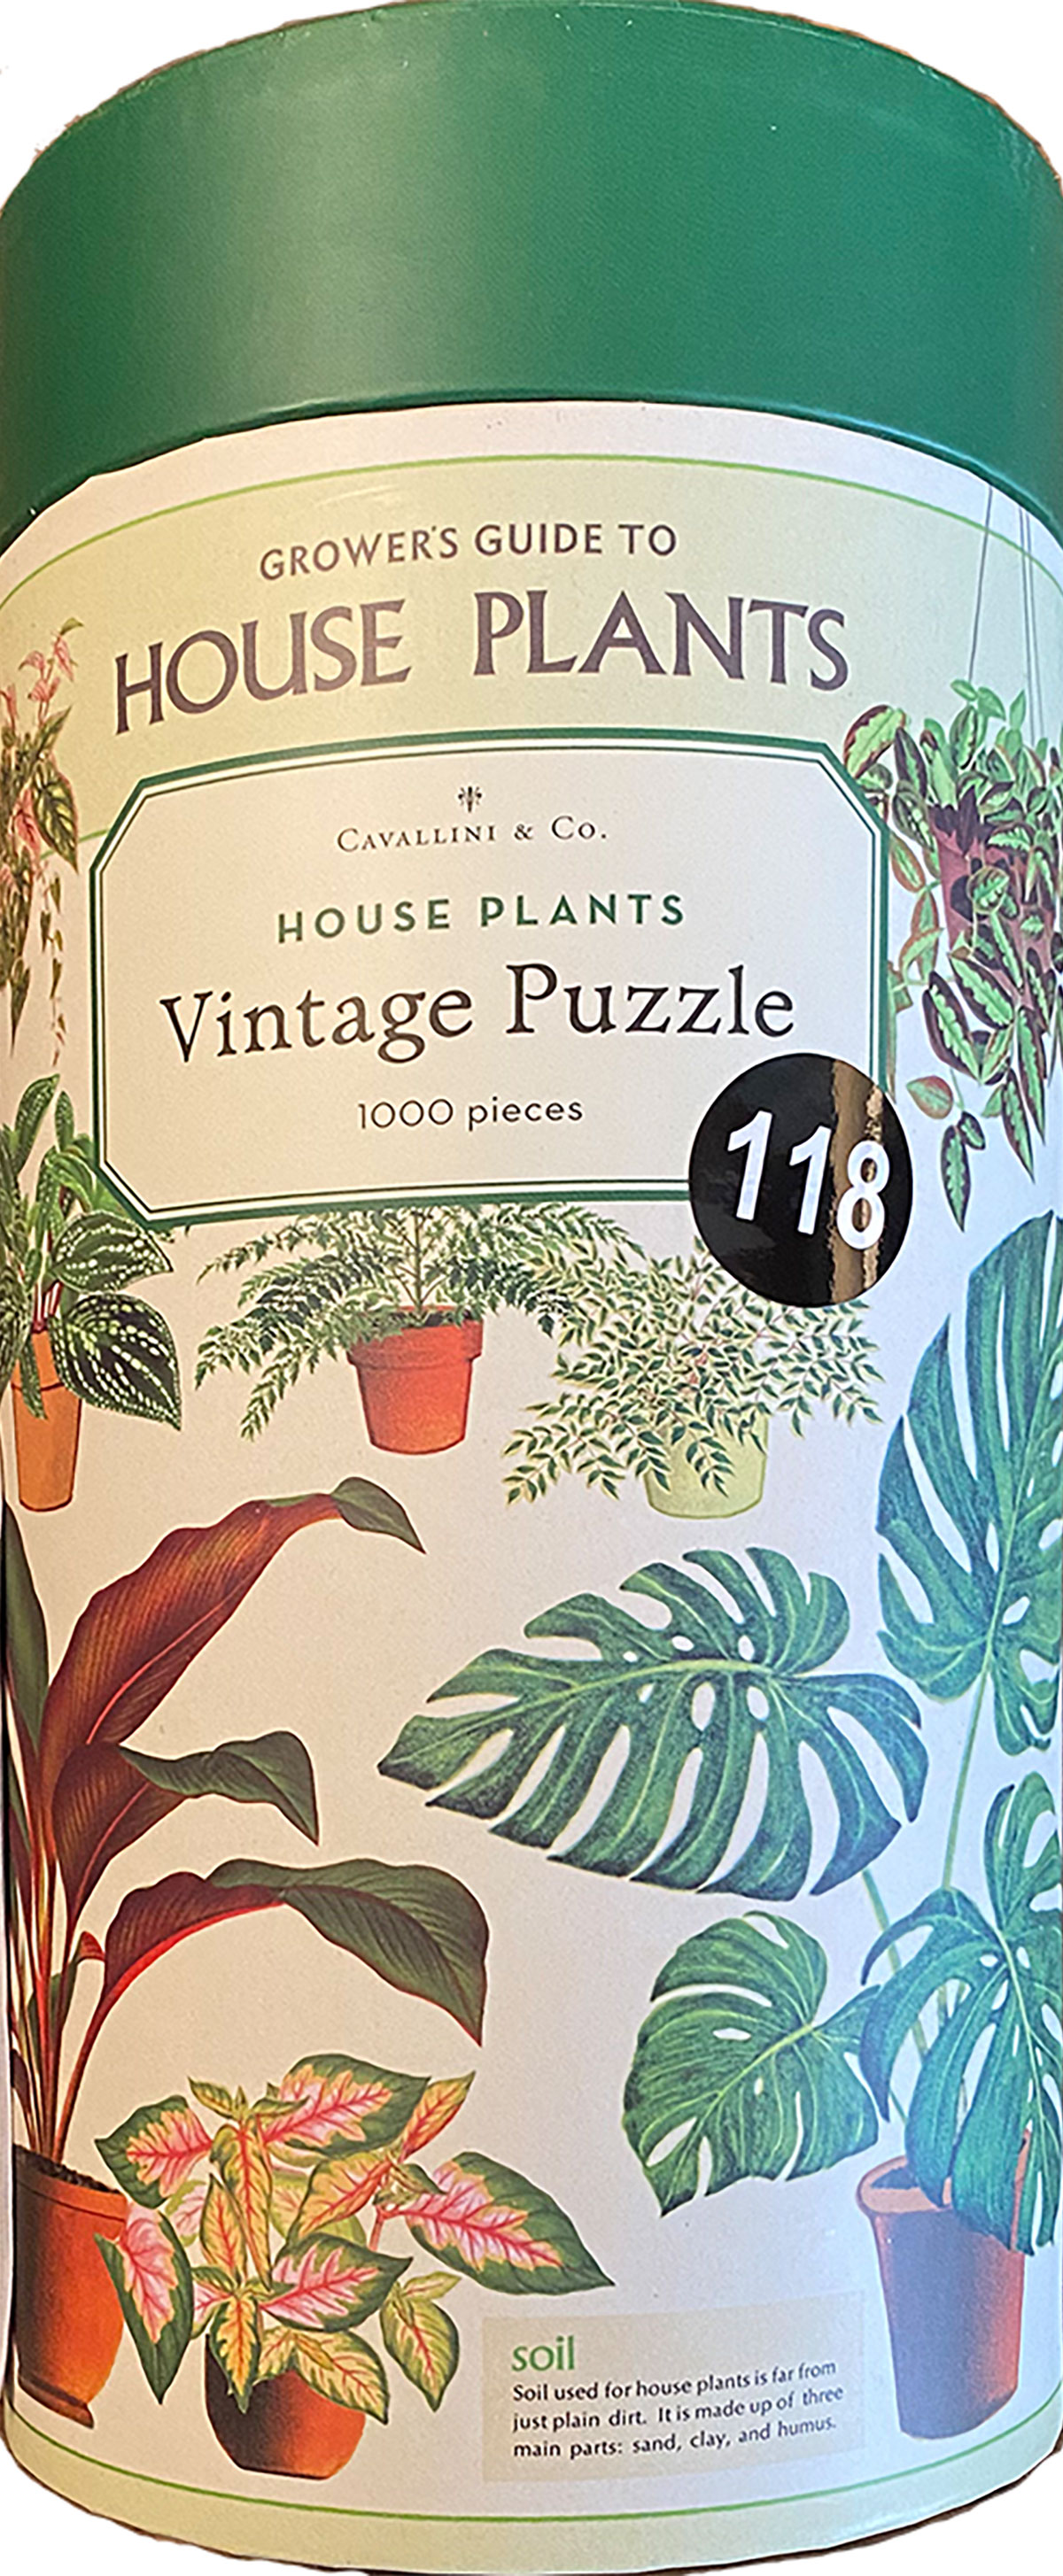 GROWER'S GUIDE TO
HOUSE PLANTS
CAVALLINI & CO.
HOUSE PLANTS
Vintage Puzzle
1000 pieces
118
soil
Soil used for house plants is far from
just plain dirt. It is made up of three
main parts: sand, clay, and humus.